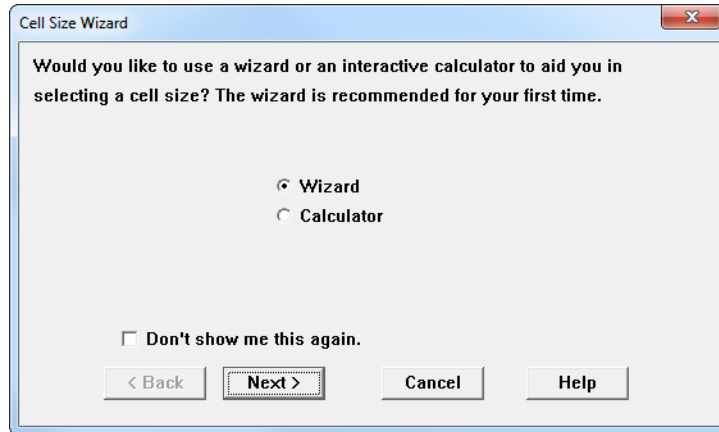 Cell Size Wizard
Would you like to use a wizard or an interactive calculator to aid you in
selecting a cell size? The wizard is recommended for your first time.
Wizard
Calculator
Don't show me this again.
< Back
Next >
Cancel
Help